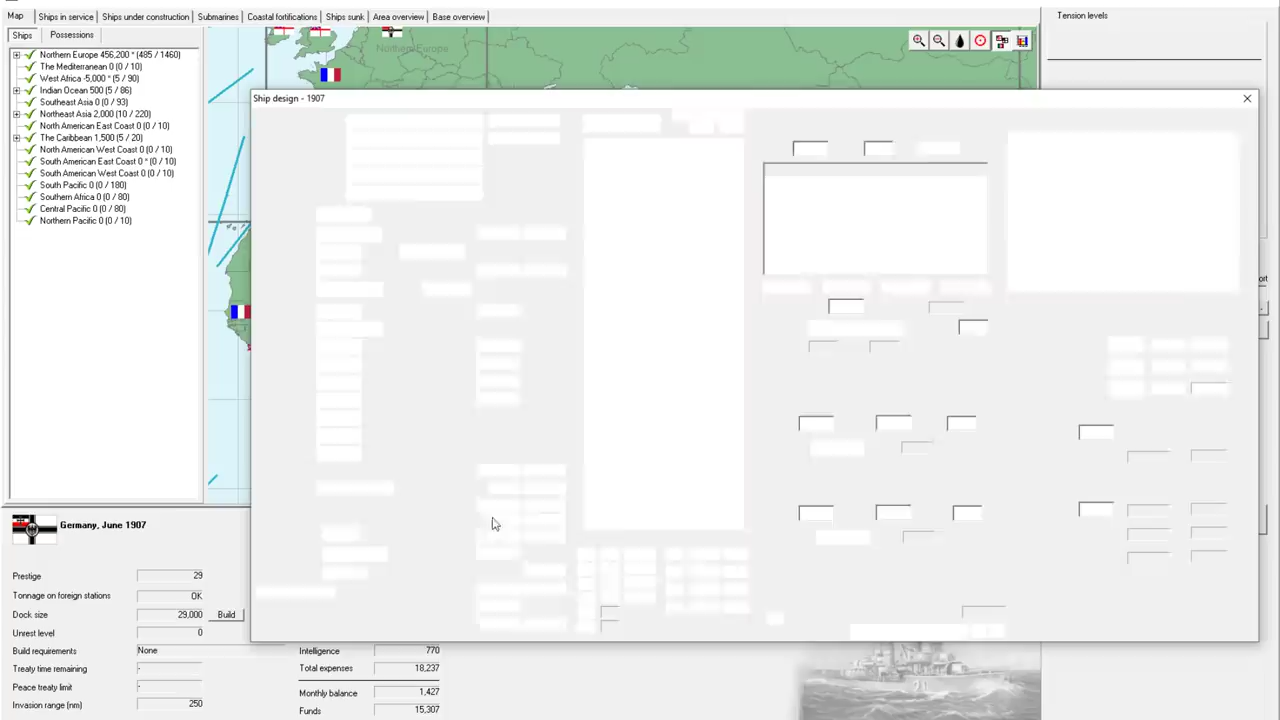 Map
Ships in service
Ships under construction
Submarines
Coastal fortifications
Ships sunk
Area overview
Base overview
Tension levels
Ships
Possessions
Northern Europe 456,200 * (485 / 1460)
The Mediterranean 0 (0 / 10)
West Africa -5,000 * (5 / 90)
Indian Ocean 500 (5 / 86)
Southeast Asia 0 (0 / 93)
Northeast Asia 2,000 (10 / 220)
North American East Coast 0 (0 / 10)
The Caribbean 1,500 (5 / 20)
North American West Coast 0 (0 / 10)
South American East Coast 0 * (0 / 10)
South American West Coast 0 (0 / 10)
South Pacific 0 (0 / 180)
Southern Africa 0 (0 / 80)
Central Pacific 0 (0 / 80)
Northern Pacific 0 (0 / 10)
Northern Europe
Ship design - 1907
Germany, June 1907
Prestige 29
Tonnage on foreign stations OK
Dock size 29,000 Build
Unrest level 0
Build requirements None
Treaty time remaining -
Peace treaty limit -
Invasion range (nm) 250
Intelligence 770
Total expenses 18,237
Monthly balance 1,427
Funds 15,307